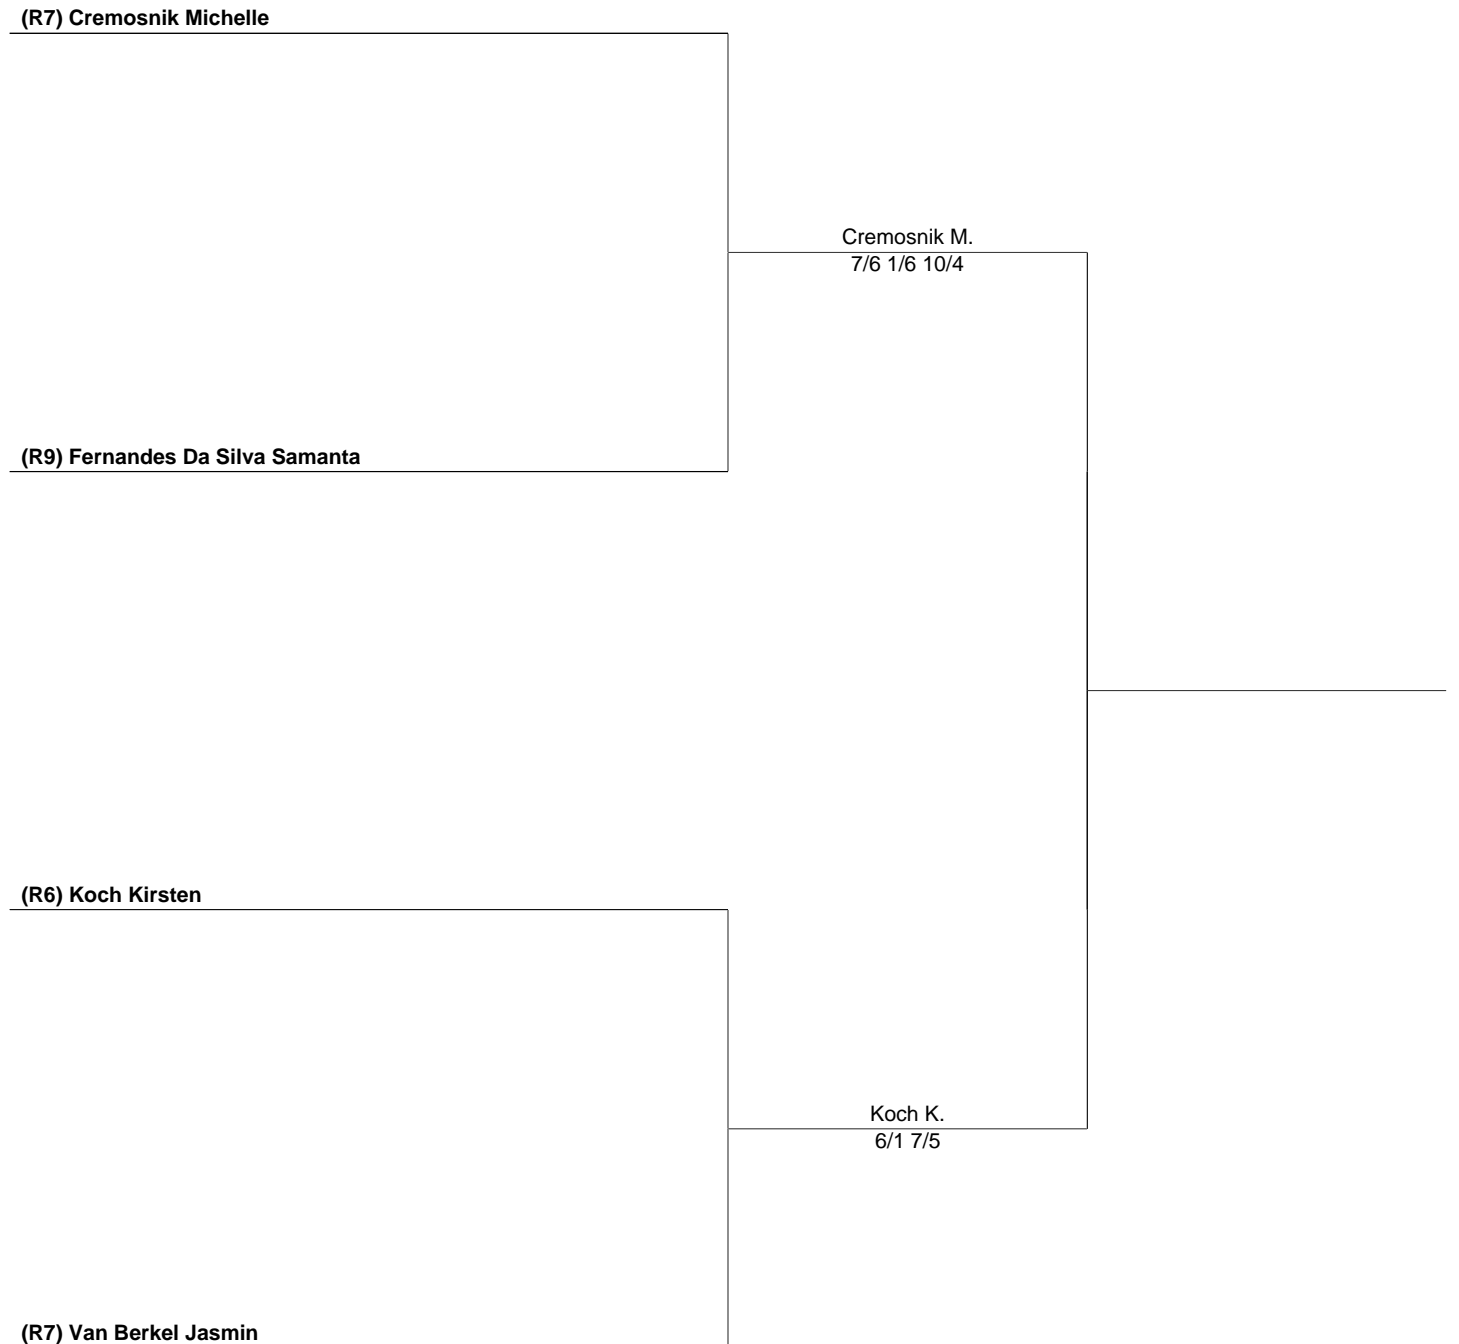 (R7) Cremosnik Michelle
Cremosnik M.
7/6 1/6 10/4
(R9) Fernandes Da Silva Samanta
(R6) Koch Kirsten
Koch K.
6/1 7/5
(R7) Van Berkel Jasmin